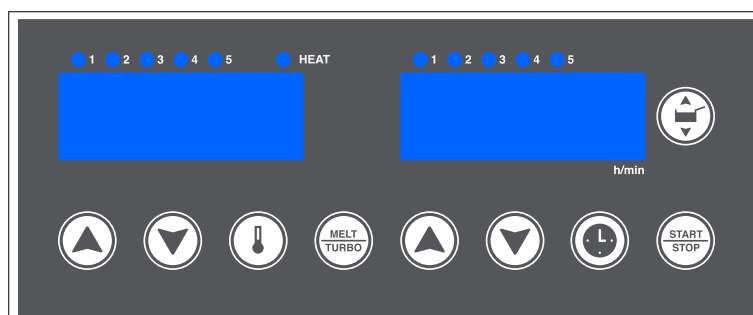 1 2 3 4 5 HEAT 1 2 3 4 5
h/min
MELT
TURBO
START
STOP